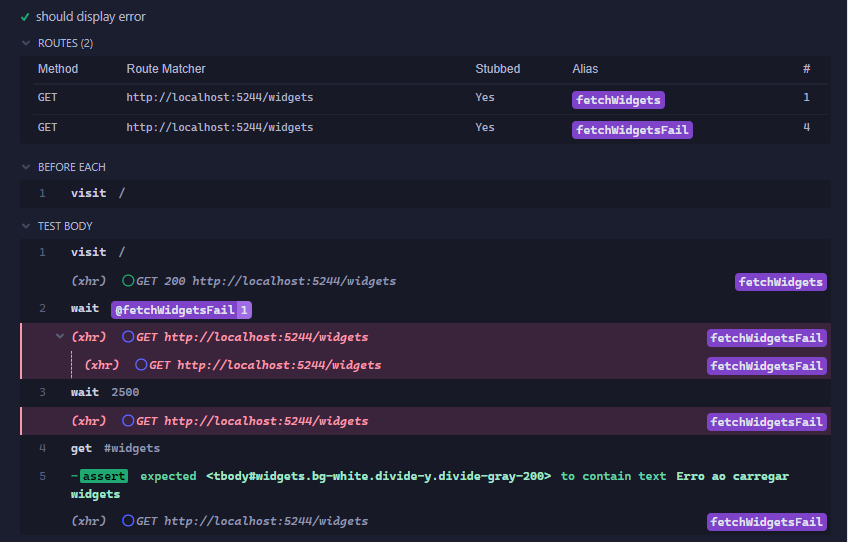 should display error
ROUTES (2)
Method Route Matcher Stubbed Alias #
GET http://localhost:5244/widgets Yes fetchWidgets 1
GET http://localhost:5244/widgets Yes fetchWidgetsFail 4
BEFORE EACH
1 visit /
TEST BODY
1 visit /
(xhr) GET 200 http://localhost:5244/widgets fetchWidgets
2 wait @fetchWidgetsFail 1
(xhr) GET http://localhost:5244/widgets fetchWidgetsFail
(xhr) GET http://localhost:5244/widgets fetchWidgetsFail
3 wait 2500
(xhr) GET http://localhost:5244/widgets fetchWidgetsFail
4 get #widgets
5 -assert expected <tbody#widgets.bg-white.divide-y.divide-gray-200> to contain text Erro ao carregar
widgets
(xhr) GET http://localhost:5244/widgets fetchWidgetsFail